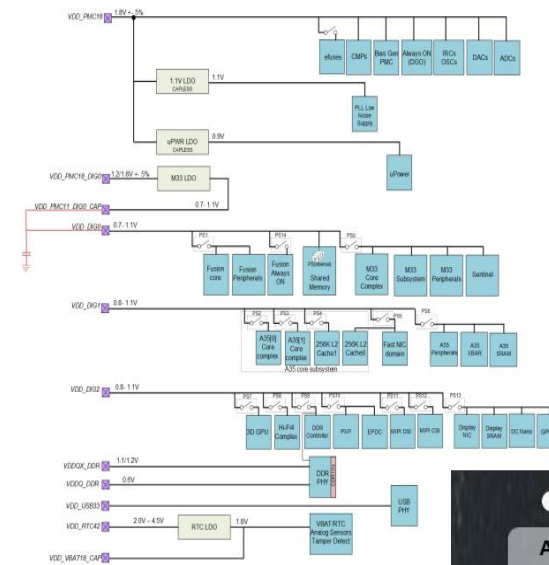 VDD_PMC18 1.8V +- 5%
efuses
CMPs
Bias Gen PMC
Always ON (DGO)
IRCs OSCs
DACs
ADCs
1.1V LDO
CAPLESS
1.1V
PLL Low Noise Supply
uPWR LDO
CAPLESS
0.9V
uPower
VDD_PMC18_DIG0 1.2/1.8V +- 5%
M33 LDO
VDD_PMC11_DIG0_CAP 0.7- 1.1V
VDD_DIG0 0.7- 1.1V
PS1
PS14
PS0
Fusion core
Fusion Peripherals
Fusion Always ON
Shared Memory
M33 Core Complex
M33 Subsystem
M33 Peripherals
Sentinel
VDD_DIG1 0.8- 1.1V
PS2
PS3
PS4
PS5
PS6
A35[0] Core complex
A35[1] Core complex
256K L2 Cache1
256K L2 Cache0
Fast NIC domain
A35 Peripherals
A35 XBAR
A35 SRAM
A35 core subsystem
VDD_DIG2 0.8- 1.1V
PS7
PS8
PS9
PS10
PS11
PS12
PS13
3D GPU
Hi-Fi4 Complex
DDR Controller
PXP
EPDC
MIPI DSI
MIPI CSI
Display NIC
Display SRAM
DC Nano
VDDQX_DDR 1.1/1.2V
VDDQ_DDR 0.6V
DDR PHY
VDD_USB33
USB PHY
VDD_RTC42 2.0V – 4.5V
RTC LDO
1.8V
VBAT/RTC Analog Sensors Tamper Detect
VDD_VBAT18_CAP
A